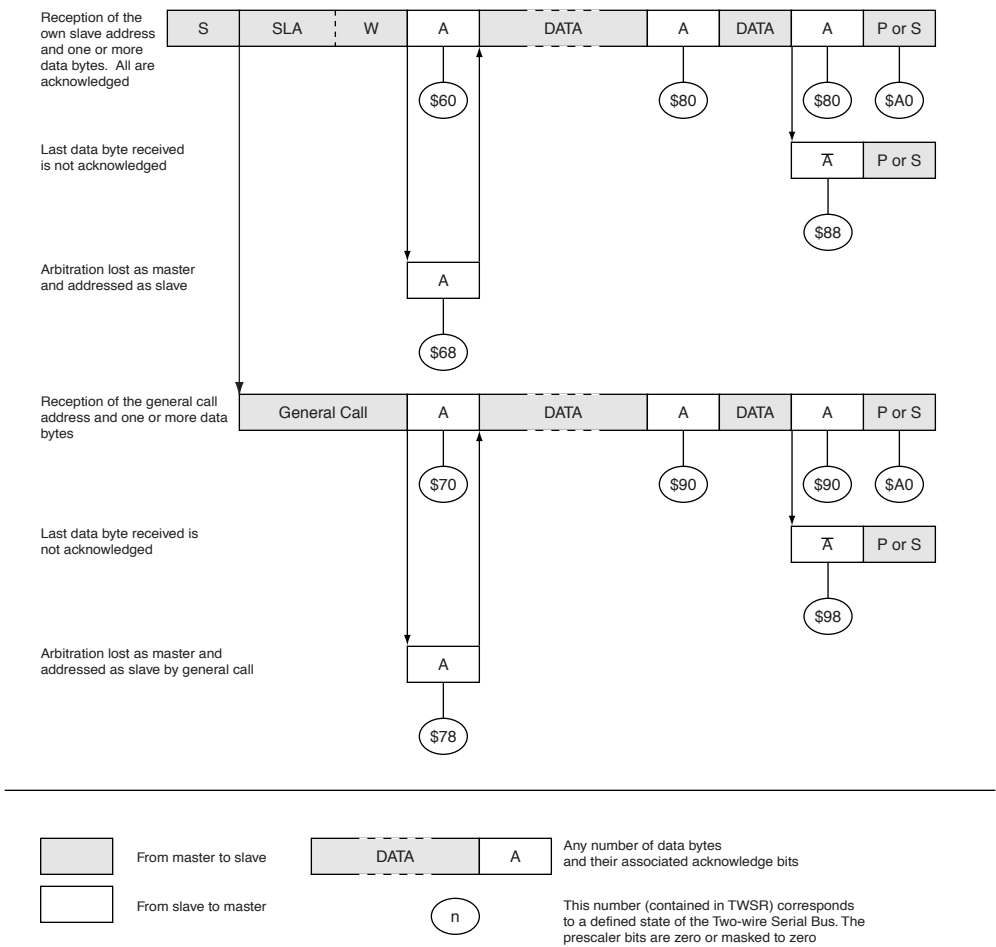 Reception of the
own slave address
and one or more
data bytes.  All are
acknowledged
S SLA W A DATA A DATA A P or S
$60 $80 $80 $A0
Last data byte received
is not acknowledged
A̅ P or S
$88
Arbitration lost as master
and addressed as slave
A
$68
Reception of the general call
address and one or more data
bytes
General Call A DATA A DATA A P or S
$70 $90 $90 $A0
Last data byte received is
not acknowledged
A̅ P or S
$98
Arbitration lost as master and
addressed as slave by general call
A
$78
From master to slave
DATA A
Any number of data bytes
and their associated acknowledge bits
From slave to master
n
This number (contained in TWSR) corresponds
to a defined state of the Two-wire Serial Bus. The
prescaler bits are zero or masked to zero